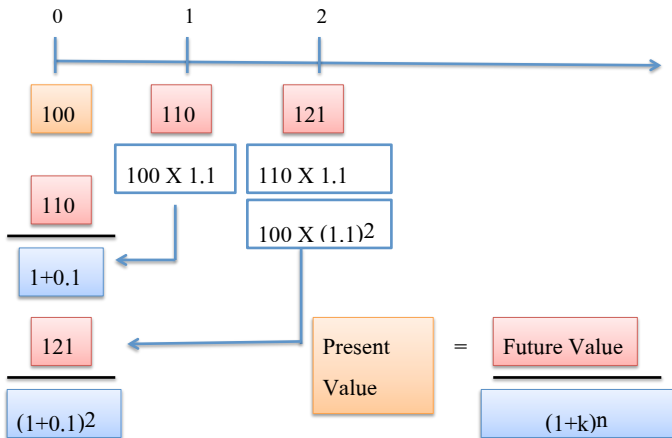 0 1 2
100 110 121
100 X 1.1 110 X 1.1
110
100 X (1.1)2
1+0.1
121
Present Value = Future Value
(1+0.1)2
(1+k)n